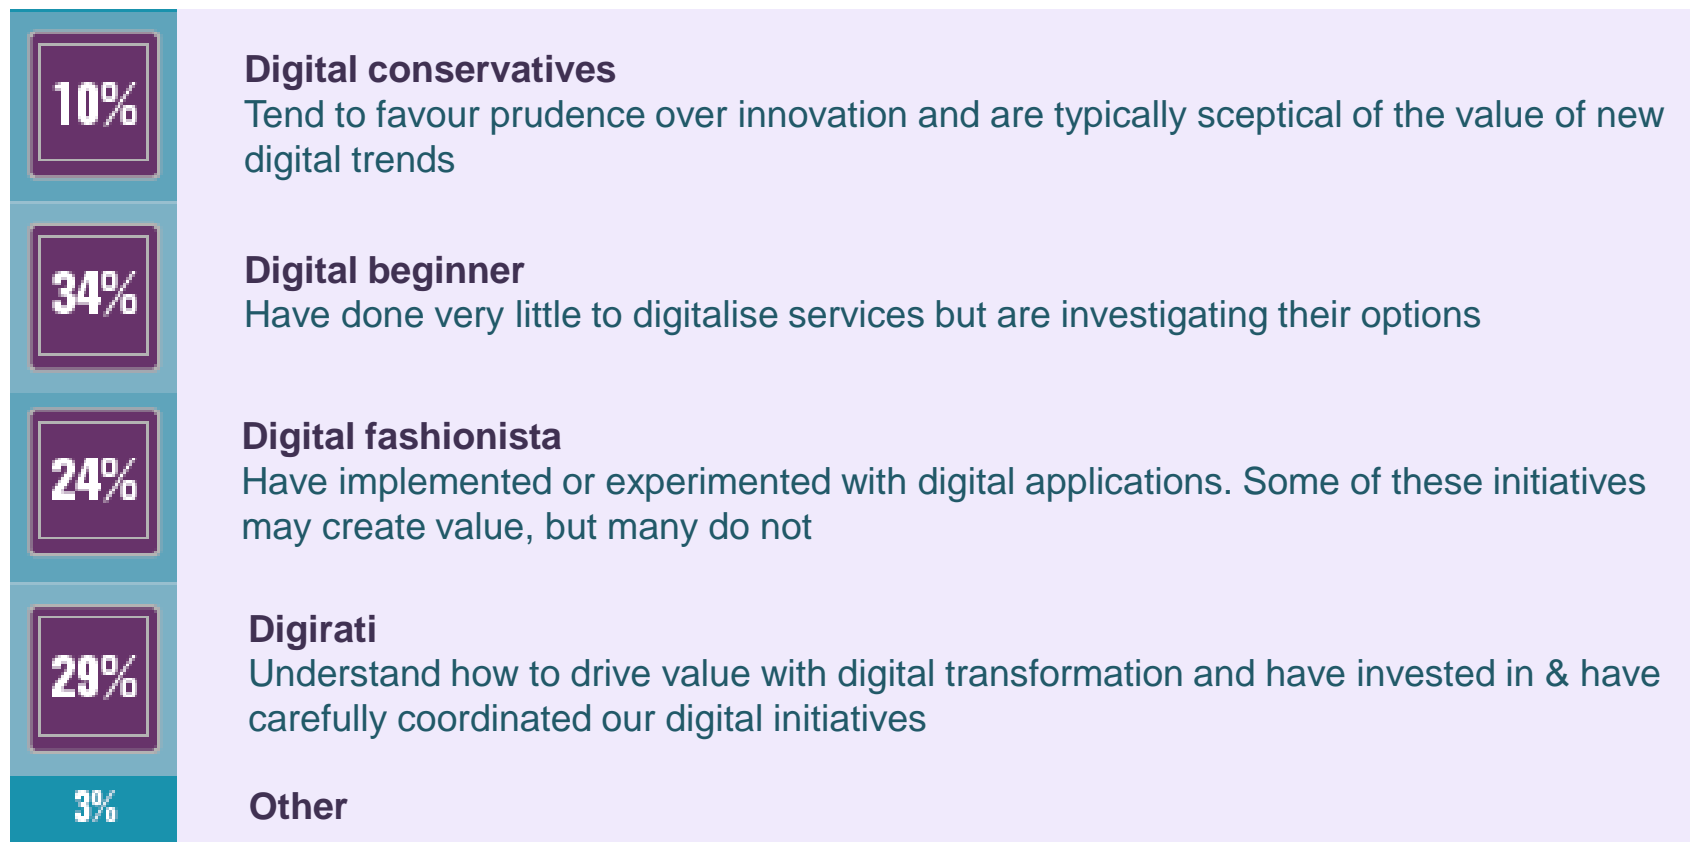 10%
Digital conservatives
Tend to favour prudence over innovation and are typically sceptical of the value of new
digital trends
34%
Digital beginner
Have done very little to digitalise services but are investigating their options
24%
Digital fashionista
Have implemented or experimented with digital applications. Some of these initiatives
may create value, but many do not
29%
Digirati
Understand how to drive value with digital transformation and have invested in & have
carefully coordinated our digital initiatives
3%
Other